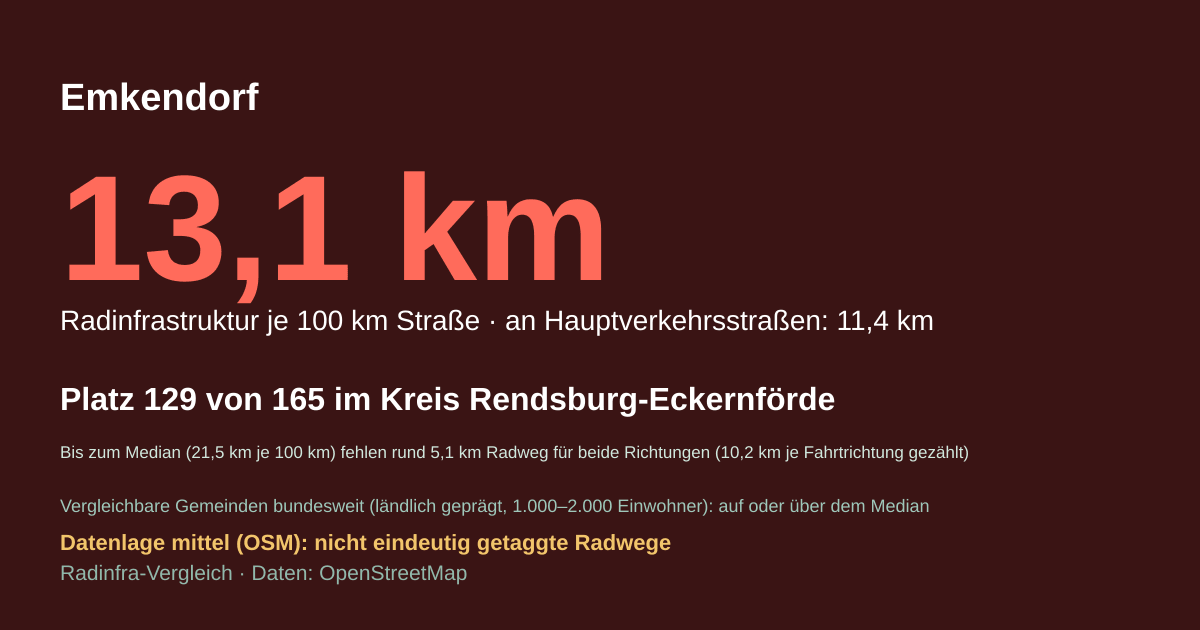 Emkendorf
13,1 km
Radinfrastruktur je 100 km Straße · an Hauptverkehrsstraßen: 11,4 km
Platz 129 von 165 im Kreis Rendsburg-Eckernförde
Bis zum Median (21,5 km je 100 km) fehlen rund 5,1 km Radweg für beide Richtungen (10,2 km je Fahrtrichtung gezählt)
Vergleichbare Gemeinden bundesweit (ländlich geprägt, 1.000–2.000 Einwohner): auf oder über dem Median
Datenlage mittel (OSM): nicht eindeutig getaggte Radwege
Radinfra-Vergleich · Daten: OpenStreetMap